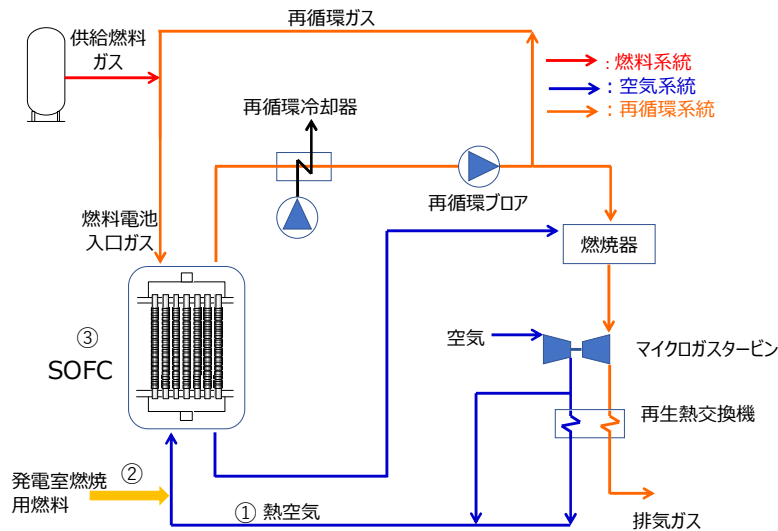 再循環ガス
供給燃料
ガス
：燃料系統
：空気系統
：再循環系統
再循環冷却器
再循環ブロア
燃料電池
入口ガス
燃焼器
空気
マイクロガスタービン
③
SOFC
再生熱交換機
発電室燃焼
用燃料
②
① 熱空気
排気ガス